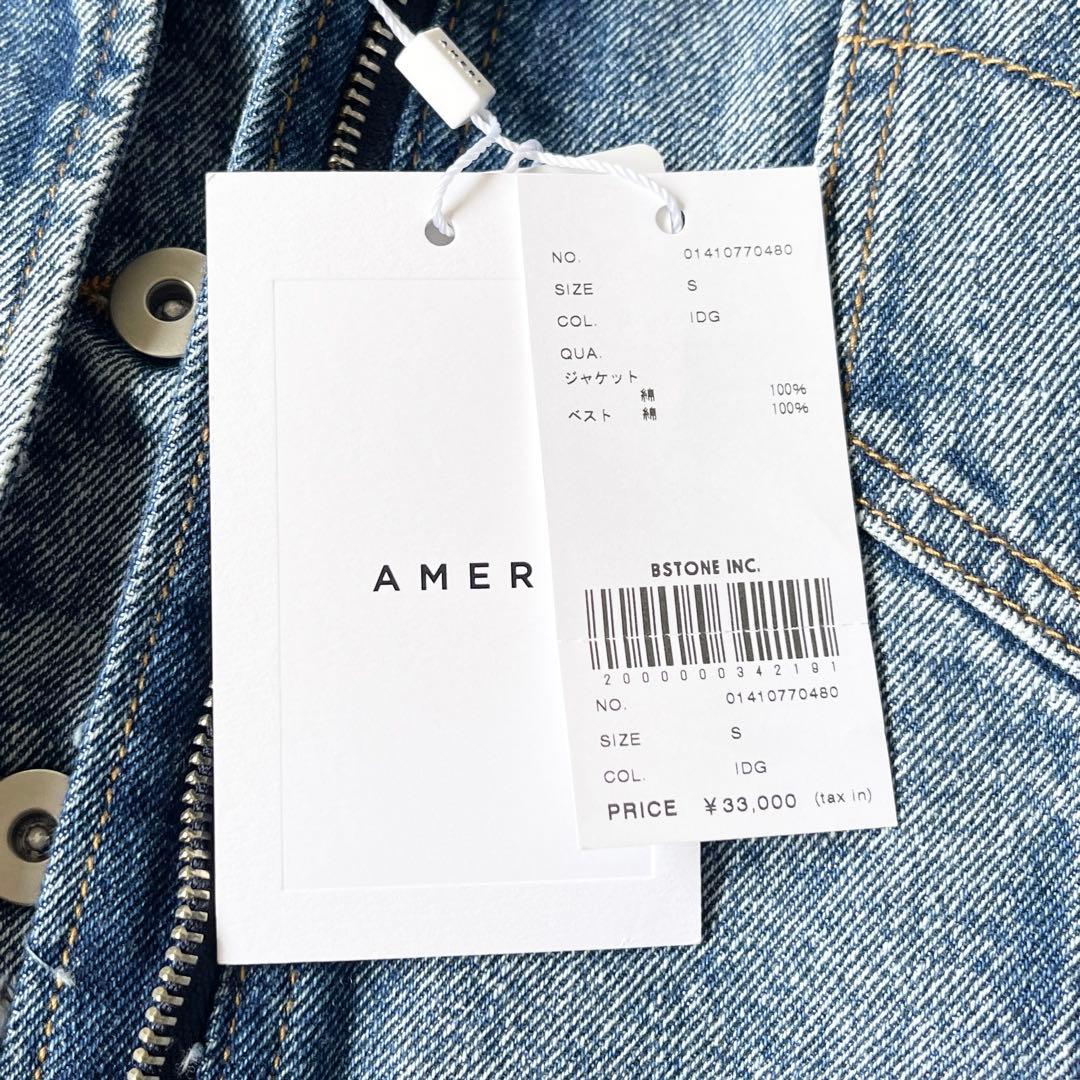 AMERI
AMER
NO. 01410770480
SIZE S
COL. IDG
QUA.
ジャケット
綿 100%
ベスト 綿 100%
BSTONE INC.
2000000342191
NO. 01410770480
SIZE S
COL. IDG
PRICE ¥33,000 (tax in)